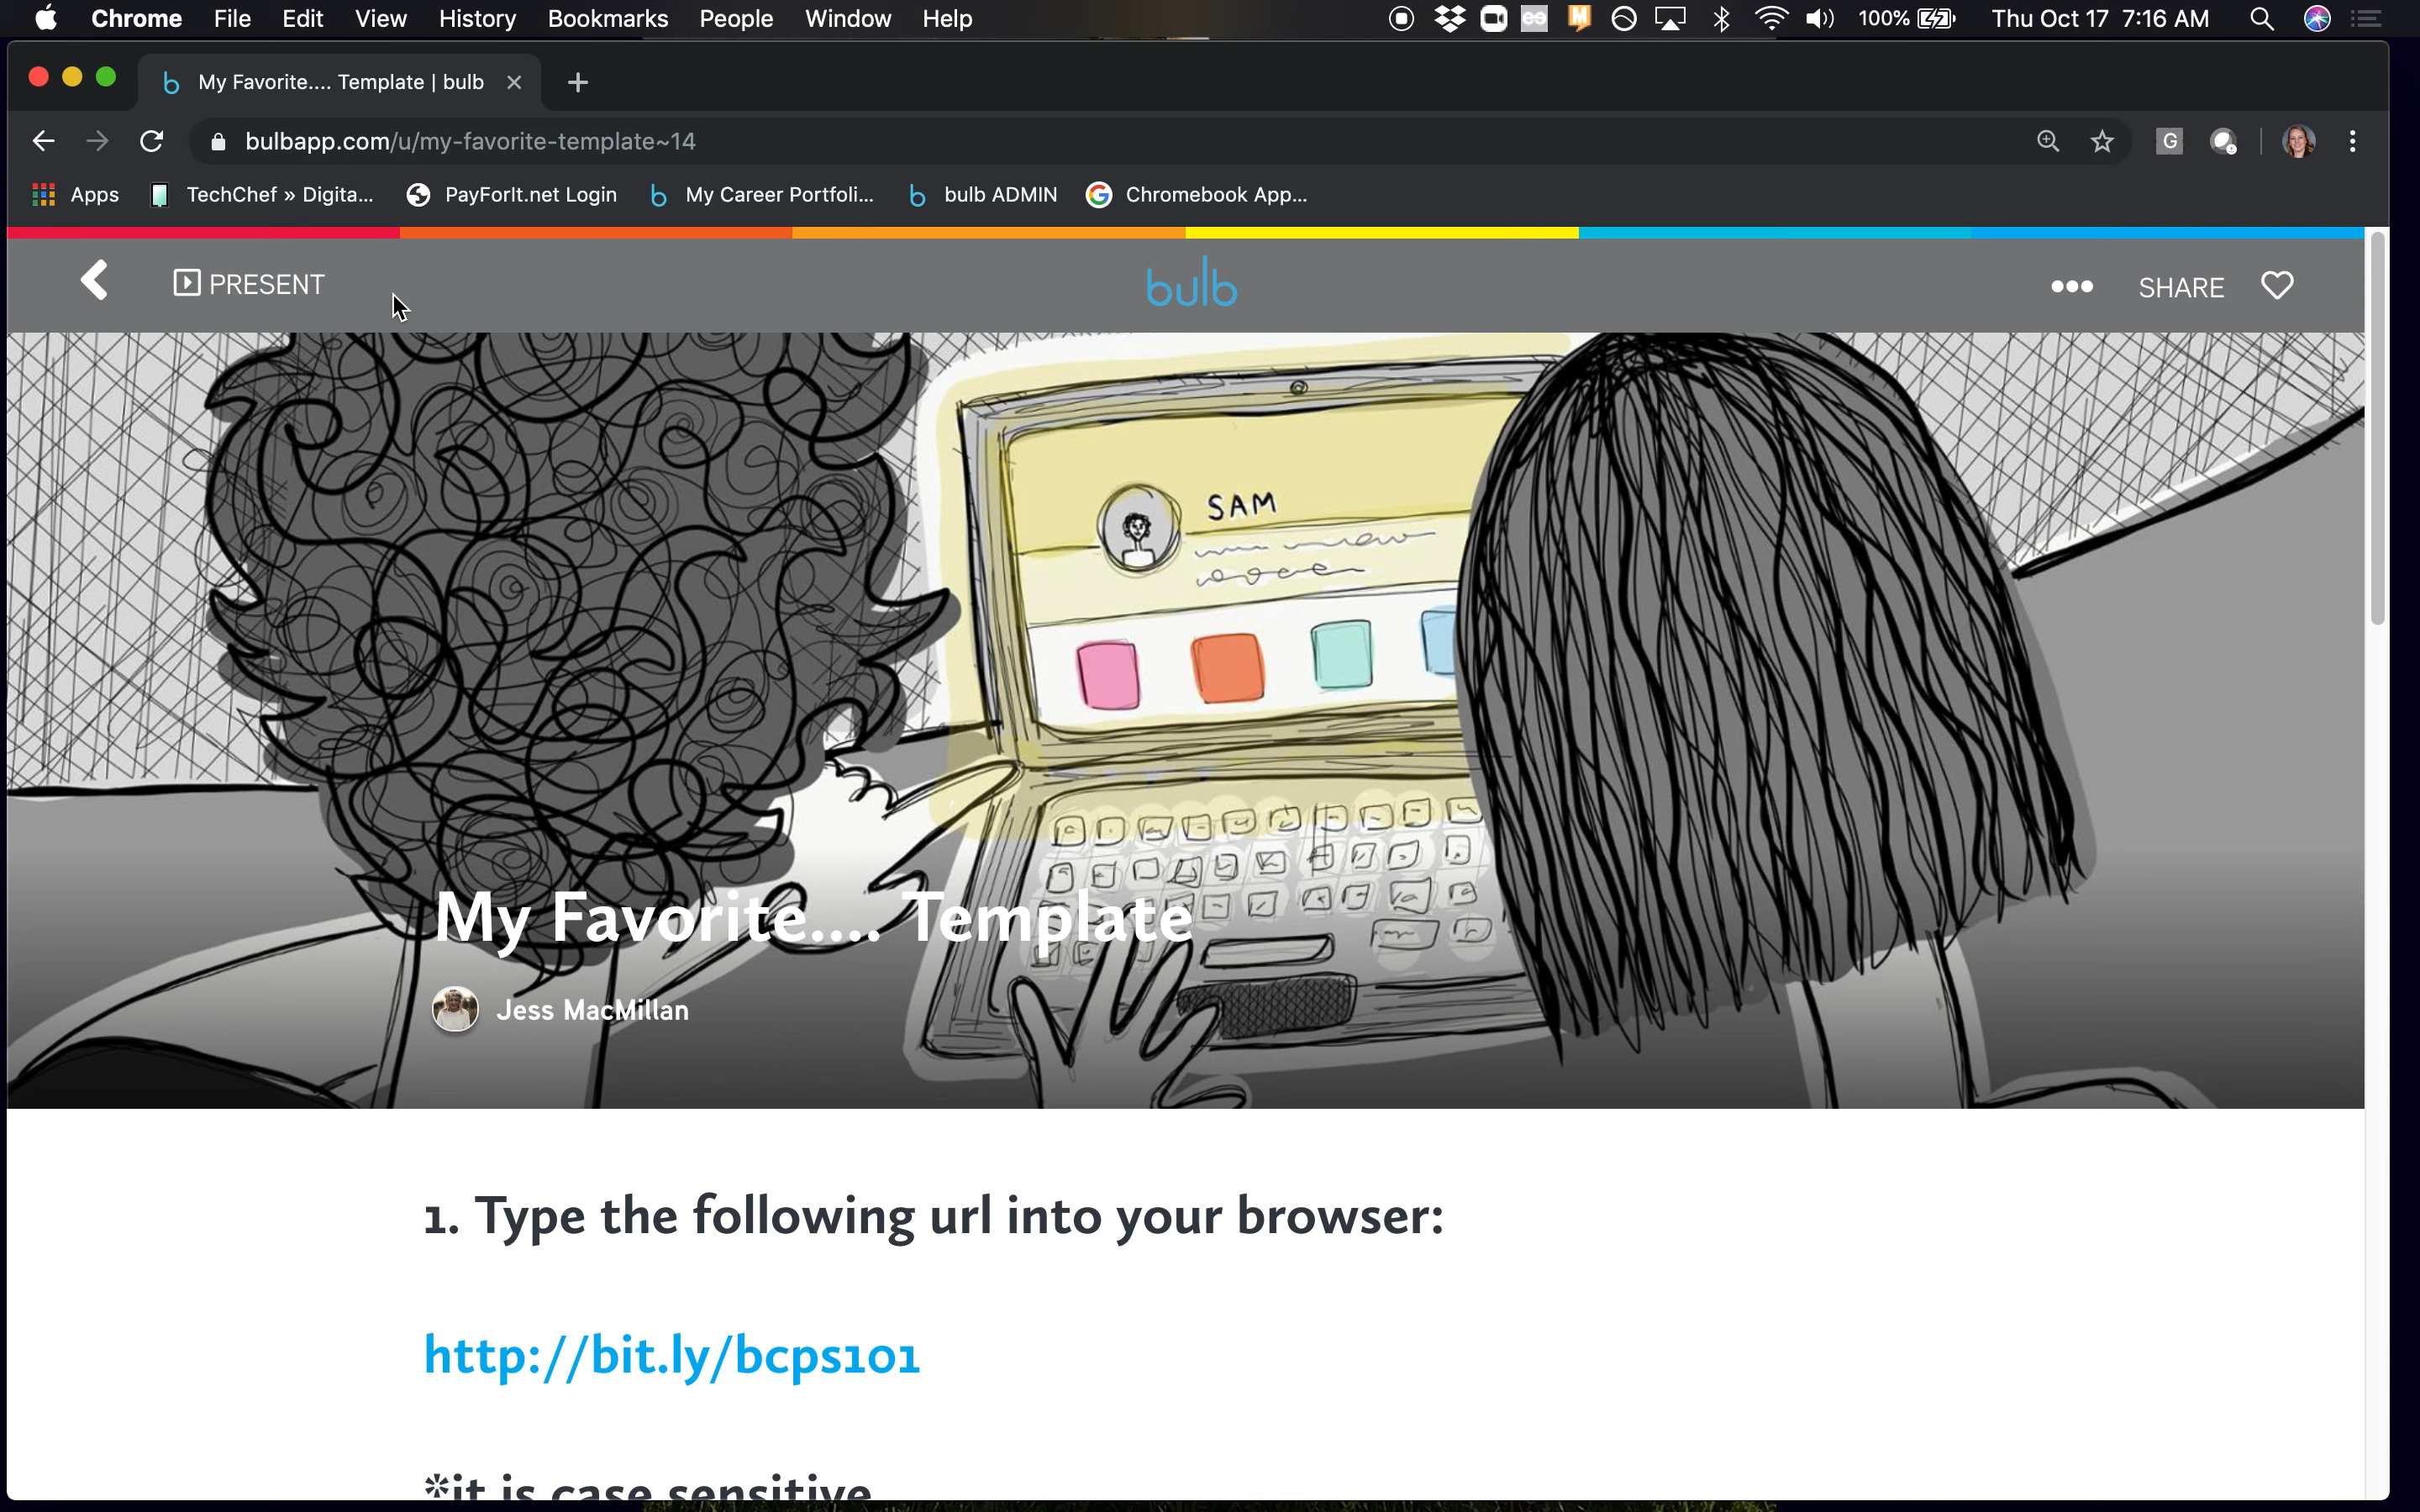 Chrome File Edit View History Bookmarks People Window Help 100% Thu Oct 17 7:16 AM
My Favorite.... Template | bulb
bulbapp.com/u/my-favorite-template~14
G
Apps TechChef » Digita... PayForIt.net Login My Career Portfoli... bulb ADMIN Chromebook App...
PRESENT bulb SHARE
SAM
My Favorite.... Template
Jess MacMillan
1. Type the following url into your browser:
http://bit.ly/bcps101
*it is case sensitive